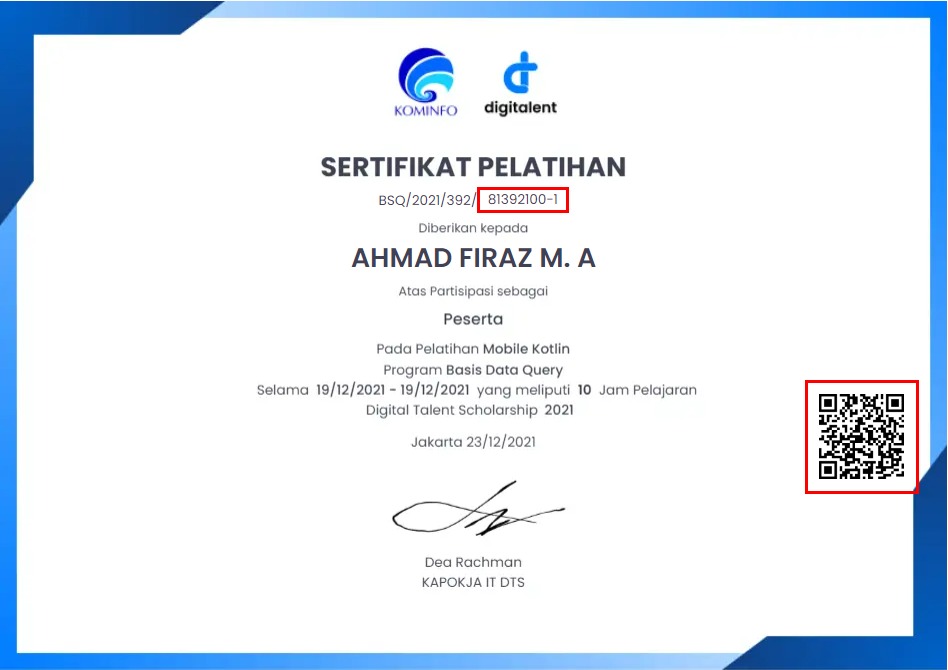 KOMINFO
digitalent
SERTIFIKAT PELATIHAN
BSQ/2021/392/ 81392100-1
Diberikan kepada
AHMAD FIRAZ M. A
Atas Partisipasi sebagai
Peserta
Pada Pelatihan Mobile Kotlin
Program Basis Data Query
Selama 19/12/2021 - 19/12/2021 yang meliputi 10 Jam Pelajaran
Digital Talent Scholarship 2021
Jakarta 23/12/2021
Dea Rachman
KAPOKJA IT DTS